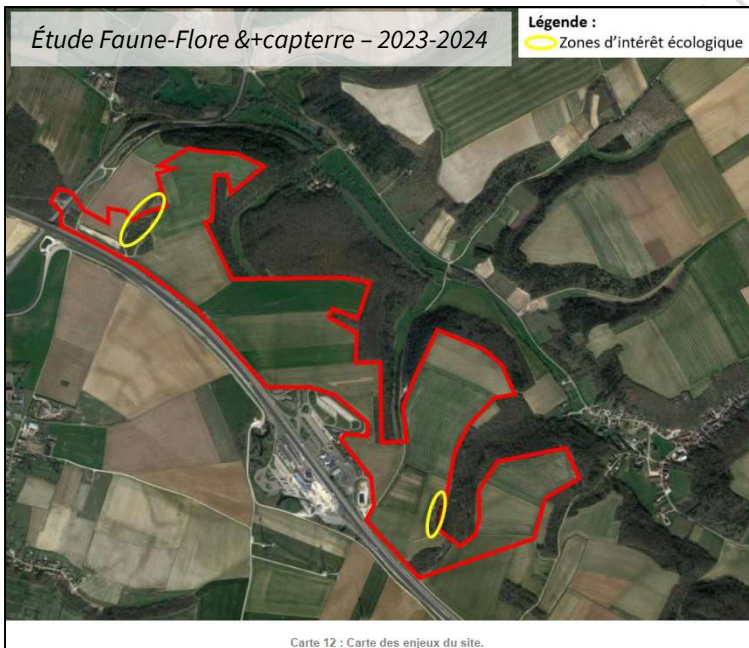 Étude Faune-Flore &+capterre – 2023-2024
Légende :
Zones d'intérêt écologique
Carte 12 : Carte des enjeux du site.